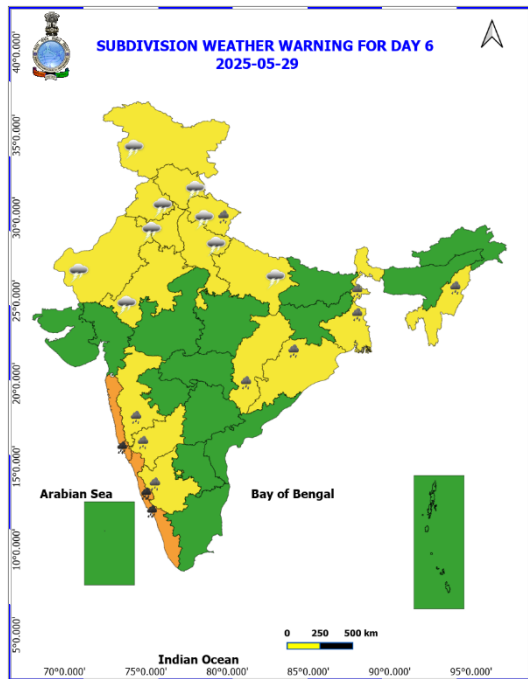 SUBDIVISION WEATHER WARNING FOR DAY 6
2025-05-29
40°0.000'
35°0.000'
30°0.000'
25°0.000'
20°0.000'
15°0.000'
10°0.000'
5°0.000'
Arabian Sea
Bay of Bengal
0 250 500 km
Indian Ocean
70°0.000' 75°0.000' 80°0.000' 85°0.000' 90°0.000' 95°0.000'